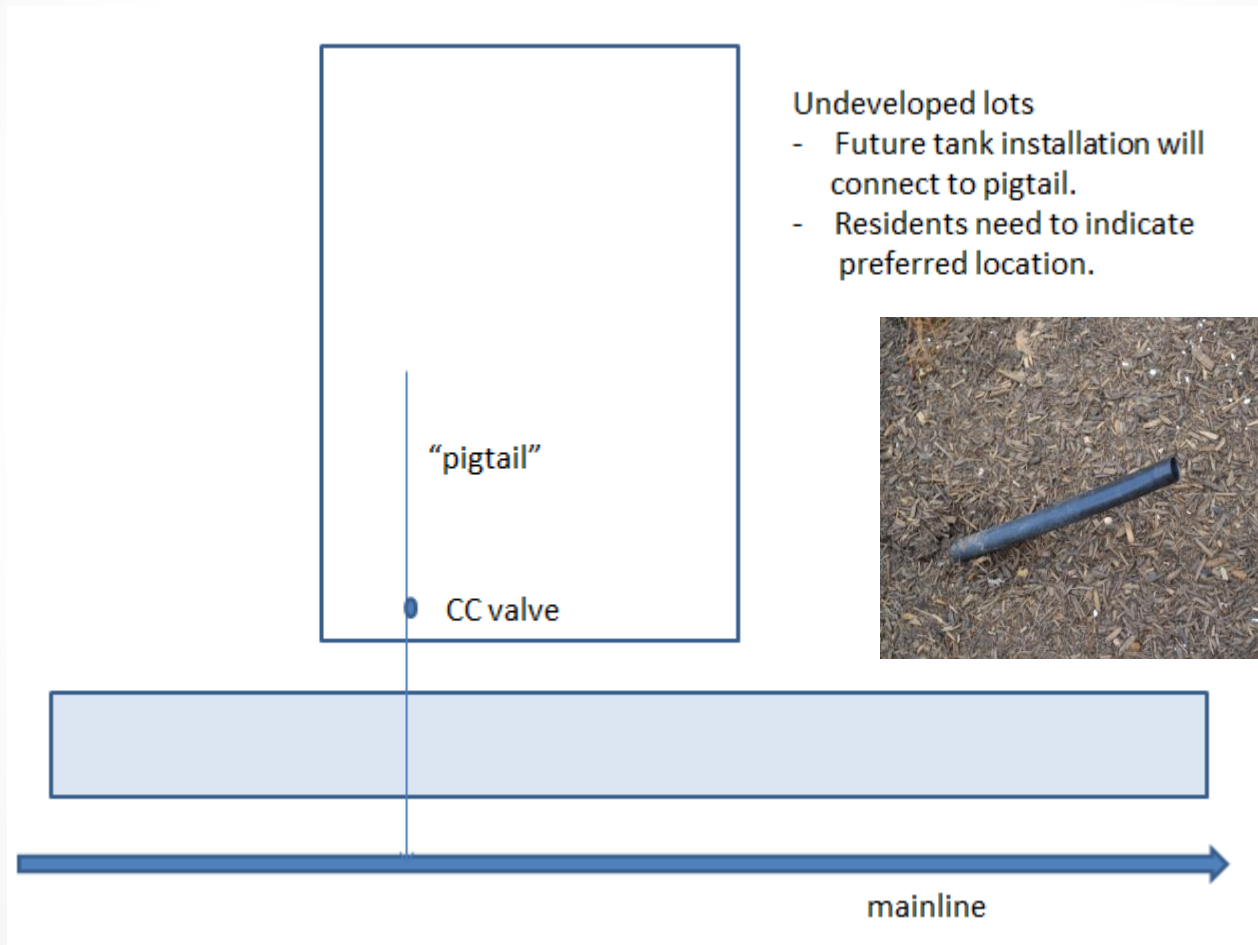 Undeveloped lots
- Future tank installation will
connect to pigtail.
- Residents need to indicate
preferred location.
“pigtail”
CC valve
mainline